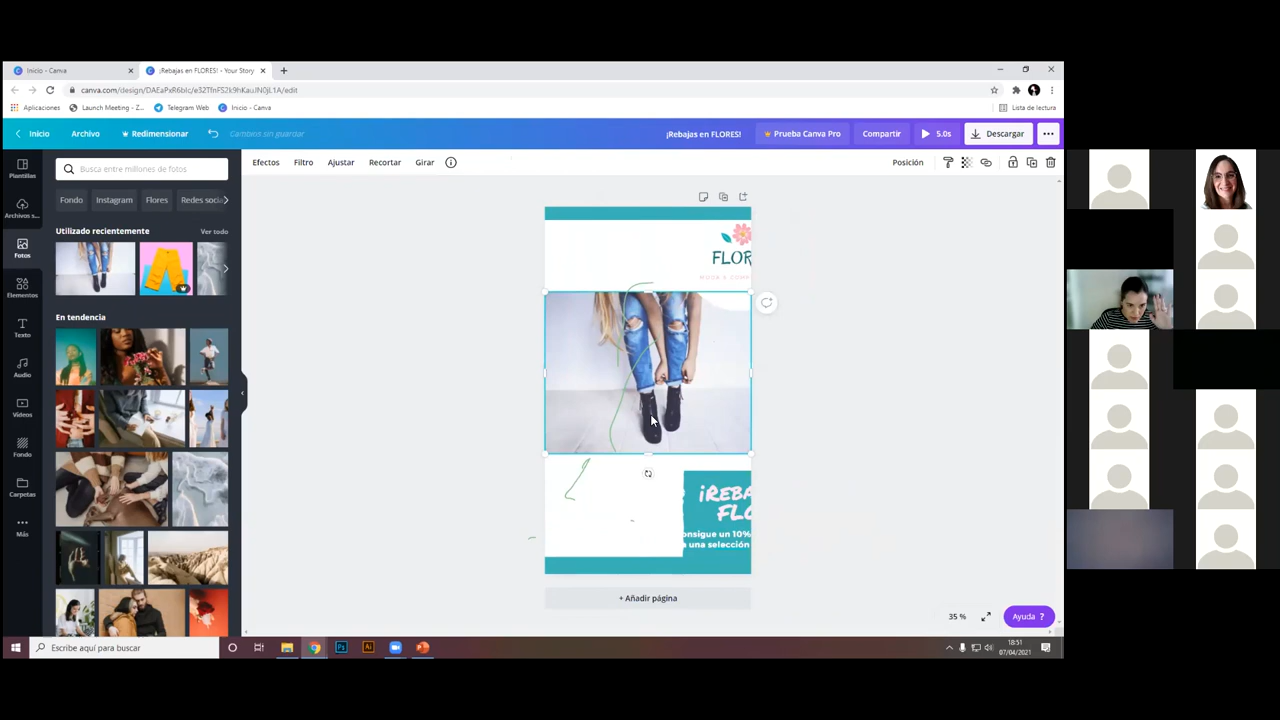 Inicio - Canva
¡Rebajas en FLORES! - Your Story
canva.com/design/
/edit
Aplicaciones
Launch Meeting - Z...
Telegram Web
Inicio - Canva
Lista de lectura
Inicio
Archivo
Redimensionar
Cambios sin guardar
¡Rebajas en FLORES!
Prueba Canva Pro
Compartir
5.0s
Descargar
Efectos
Filtro
Ajustar
Recortar
Girar
Posición
Plantillas
Archivos s...
Fotos
Elementos
Texto
Audio
Vídeos
Fondo
Carpetas
Más
Busca entre millones de fotos
Fondo
Instagram
Flores
Redes socia
Utilizado recientemente
Ver todo
En tendencia
FLOR
MODA Y COMP
¡REBA
FLO
onsigue un 10%
a una selección
+ Añadir página
35 %
Ayuda ?
Escribe aquí para buscar
18:51
07/04/2021